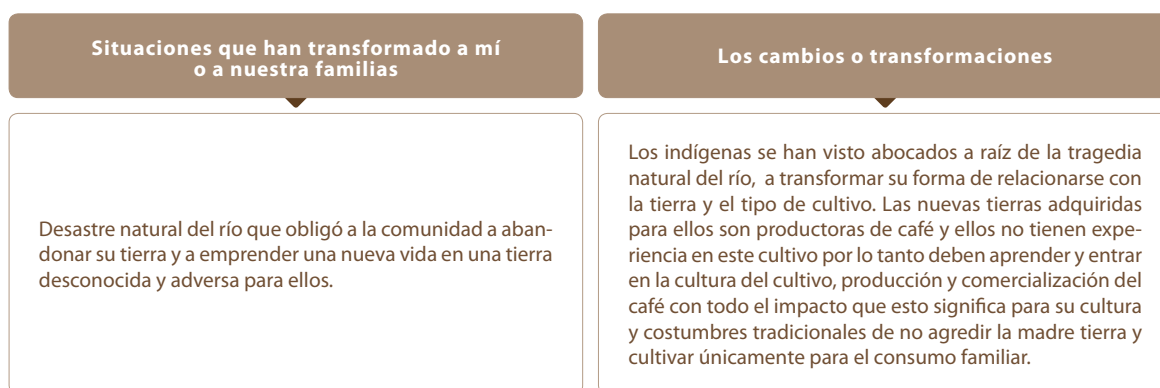 Situaciones que han transformado a mí
o a nuestra familias
Los cambios o transformaciones
Desastre natural del río que obligó a la comunidad a aban-
donar su tierra y a emprender una nueva vida en una tierra
desconocida y adversa para ellos.
Los indígenas se han visto abocados a raíz de la tragedia
natural del río, a transformar su forma de relacionarse con
la tierra y el tipo de cultivo. Las nuevas tierras adquiridas
para ellos son productoras de café y ellos no tienen expe-
riencia en este cultivo por lo tanto deben aprender y entrar
en la cultura del cultivo, producción y comercialización del
café con todo el impacto que esto significa para su cultura
y costumbres tradicionales de no agredir la madre tierra y
cultivar únicamente para el consumo familiar.